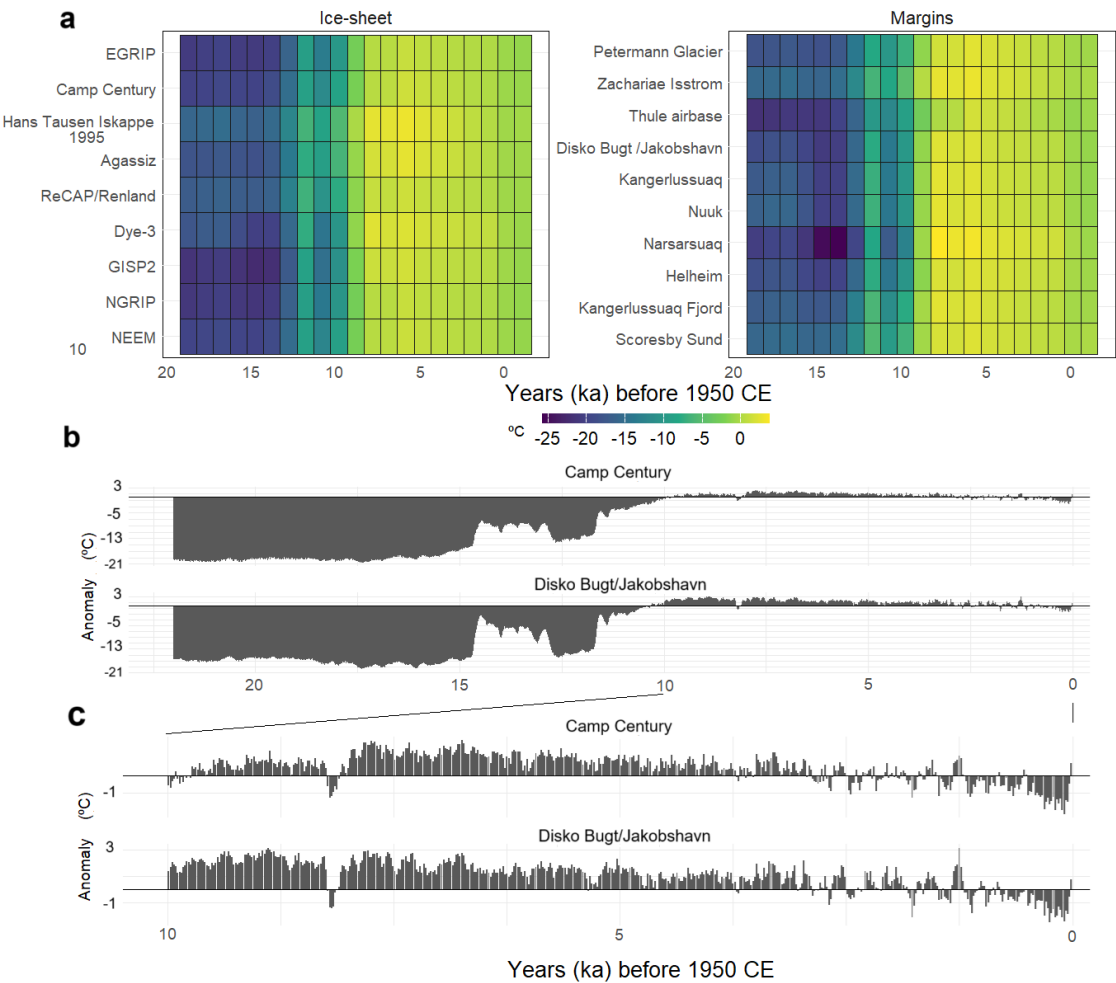 a
Ice-sheet
Margins
EGRIP
Camp Century
Hans Tausen Iskappe
1995
Agassiz
ReCAP/Renland
Dye-3
GISP2
NGRIP
10 NEEM
20 15 10 5 0
Petermann Glacier
Zachariae Isstrom
Thule airbase
Disko Bugt /Jakobshavn
Kangerlussuaq
Nuuk
Narsarsuaq
Helheim
Kangerlussuaq Fjord
Scoresby Sund
20 15 10 5 0
Years (ka) before 1950 CE
ºC -25 -20 -15 -10 -5 0
b
Camp Century
3
-5
-13
-21
Disko Bugt/Jakobshavn
3
-5
-13
-21
Anomaly (ºC)
20 15 10 5 0
c
Camp Century
-1
Disko Bugt/Jakobshavn
3
-1
Anomaly (ºC)
10 5 0
Years (ka) before 1950 CE